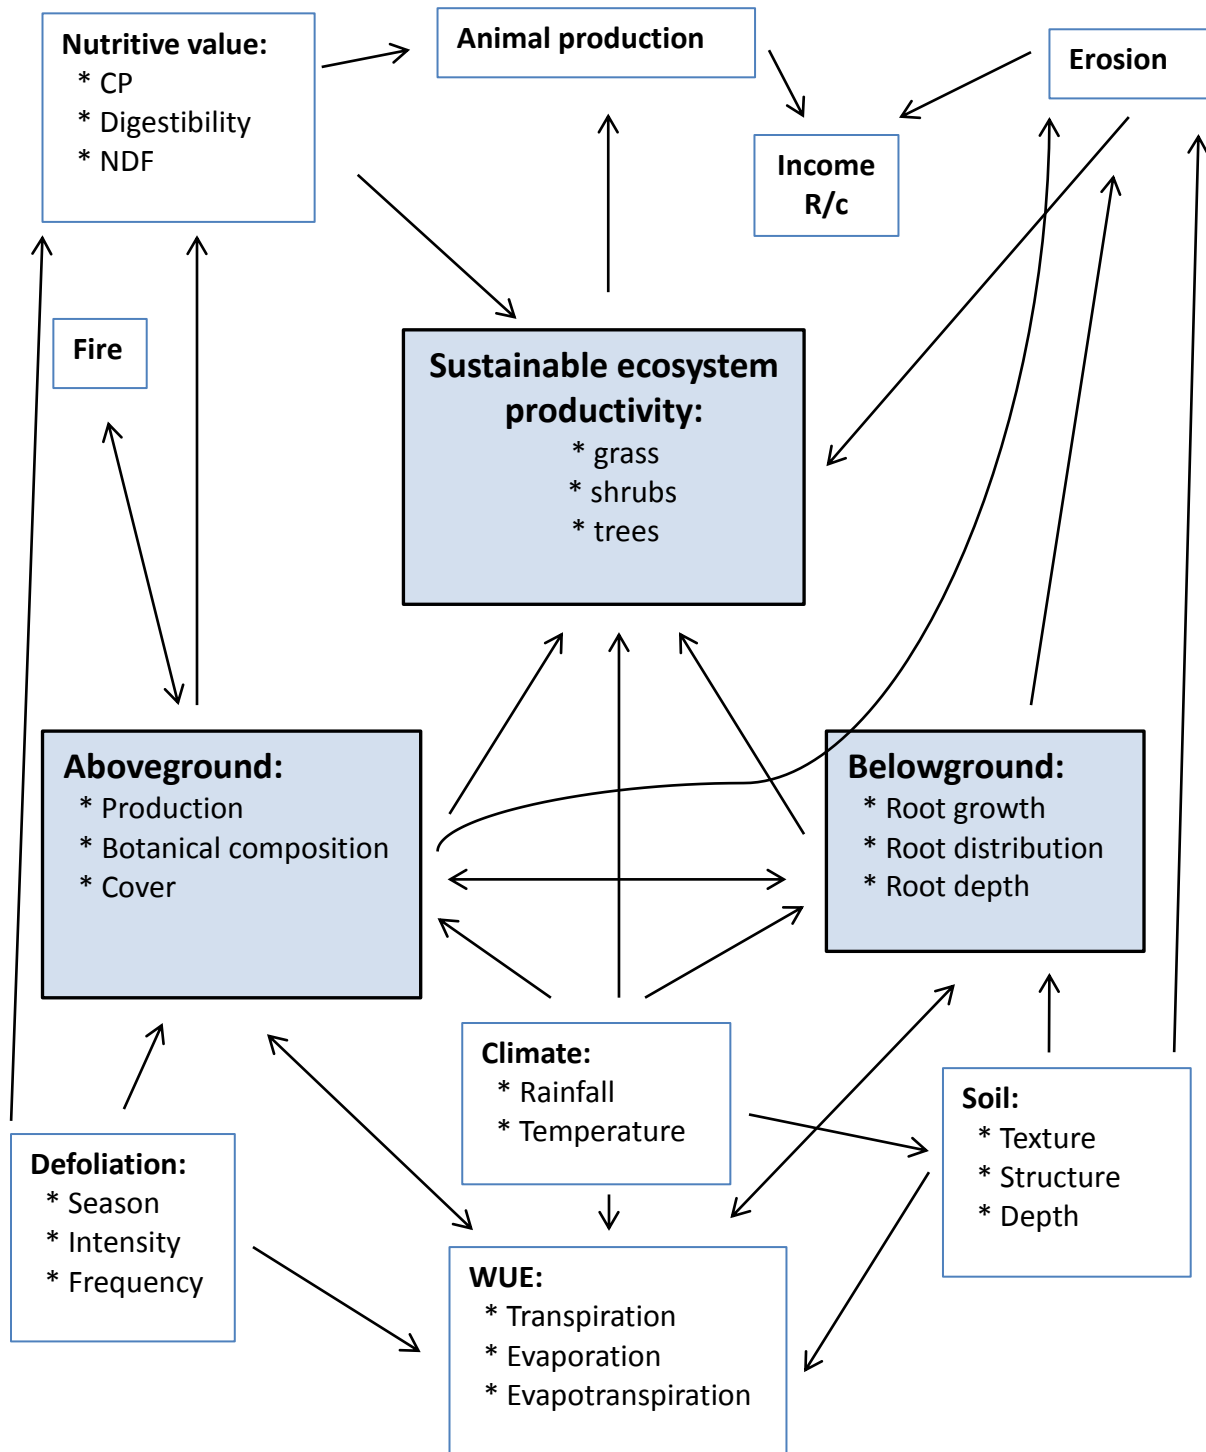 Nutritive value:
* CP
* Digestibility
* NDF
Animal production
Erosion
Income
R/c
Fire
Sustainable ecosystem
productivity:
* grass
* shrubs
* trees
Aboveground:
* Production
* Botanical composition
* Cover
Belowground:
* Root growth
* Root distribution
* Root depth
Climate:
* Rainfall
* Temperature
Soil:
* Texture
* Structure
* Depth
Defoliation:
* Season
* Intensity
* Frequency
WUE:
* Transpiration
* Evaporation
* Evapotranspiration